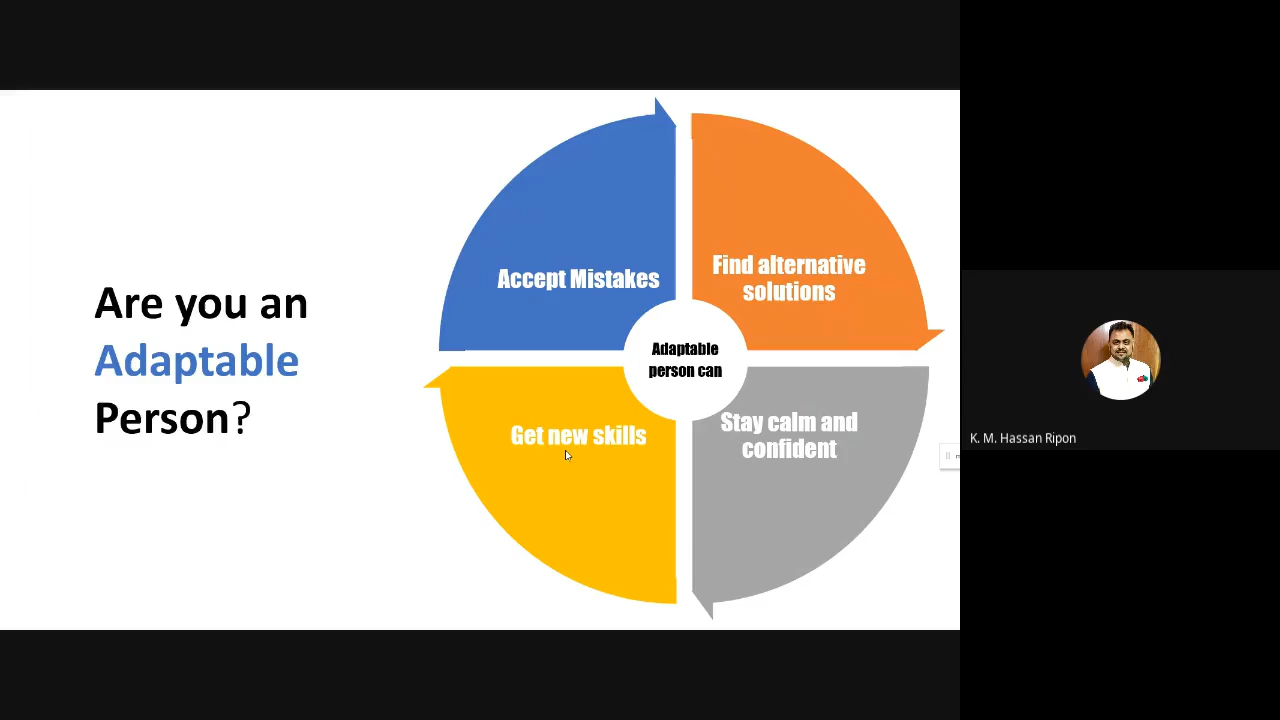 Are you an
Adaptable
Person?
Accept Mistakes
Find alternative
solutions
Adaptable
person can
Get new skills
Stay calm and
confident
K. M. Hassan Ripon